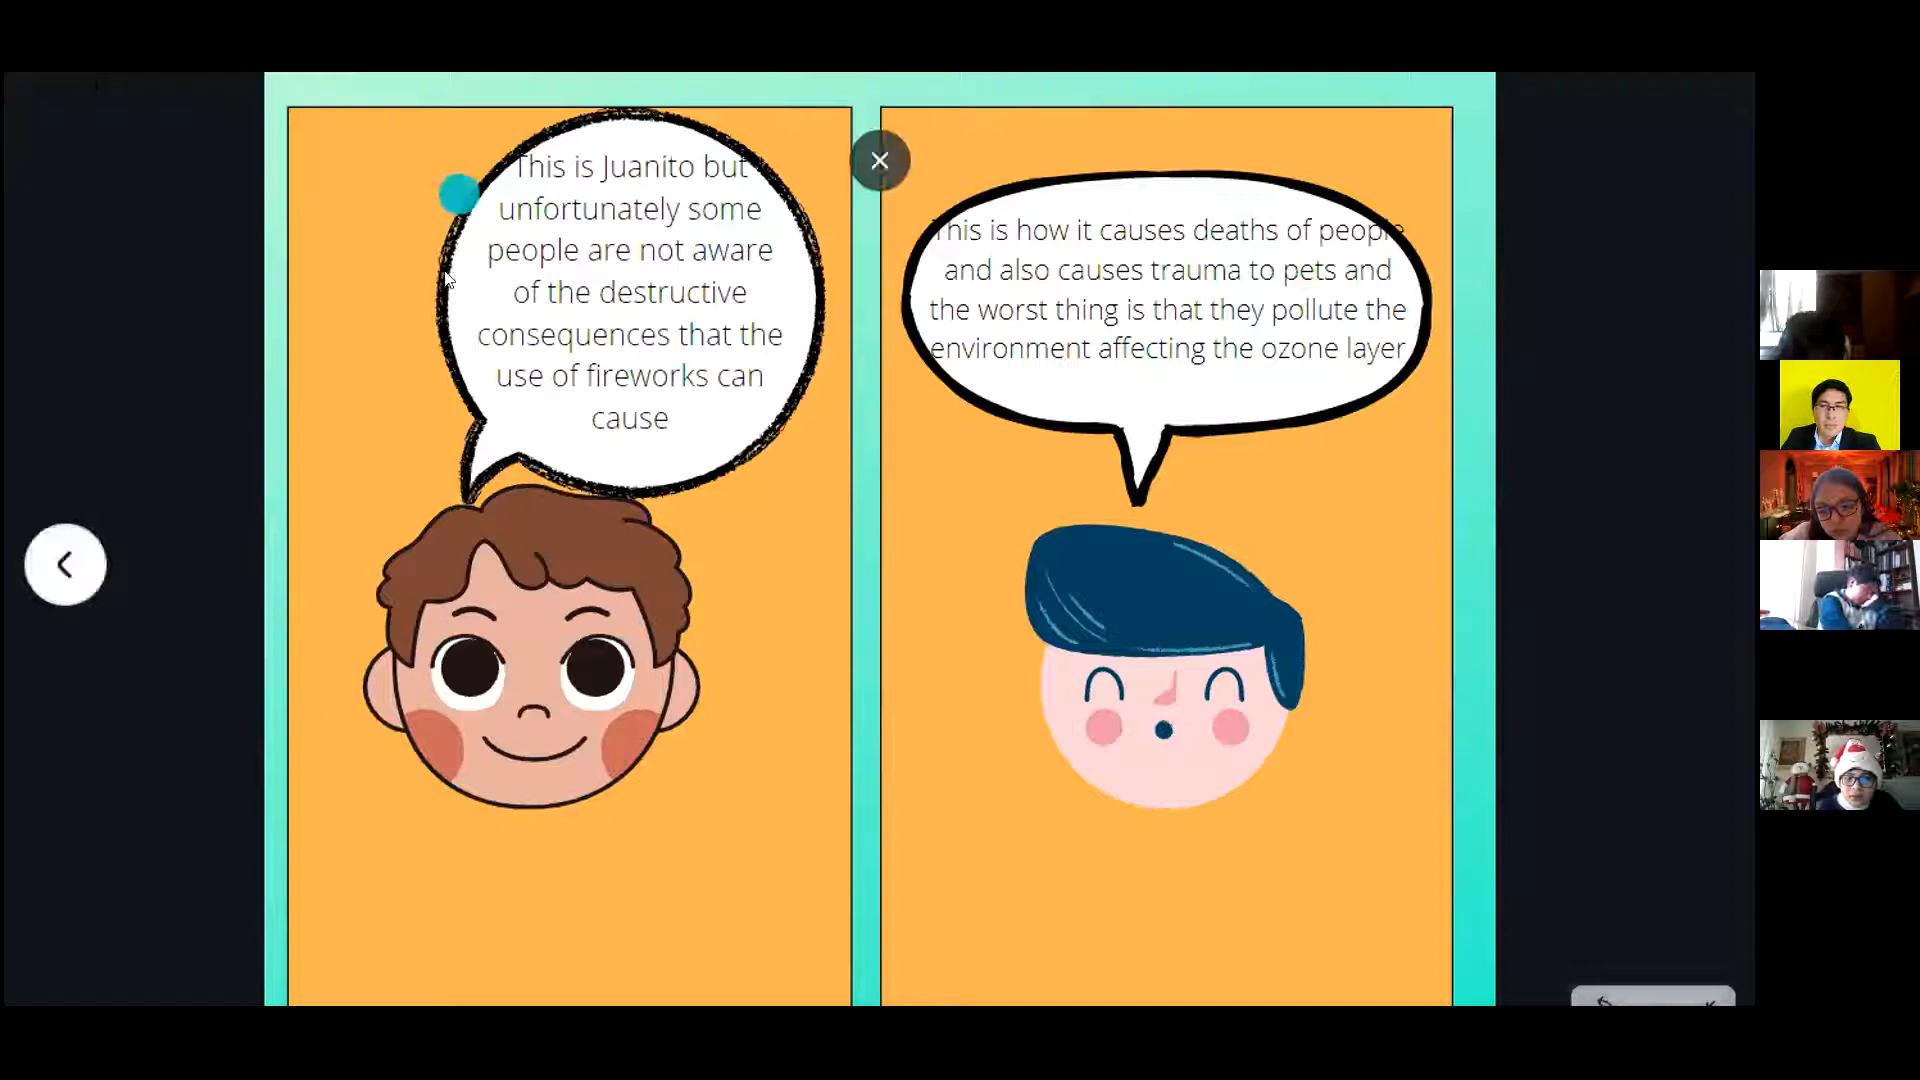 This is Juanito but
unfortunately some
people are not aware
of the destructive
consequences that the
use of fireworks can
cause
This is how it causes deaths of people
and also causes trauma to pets and
the worst thing is that they pollute the
environment affecting the ozone layer